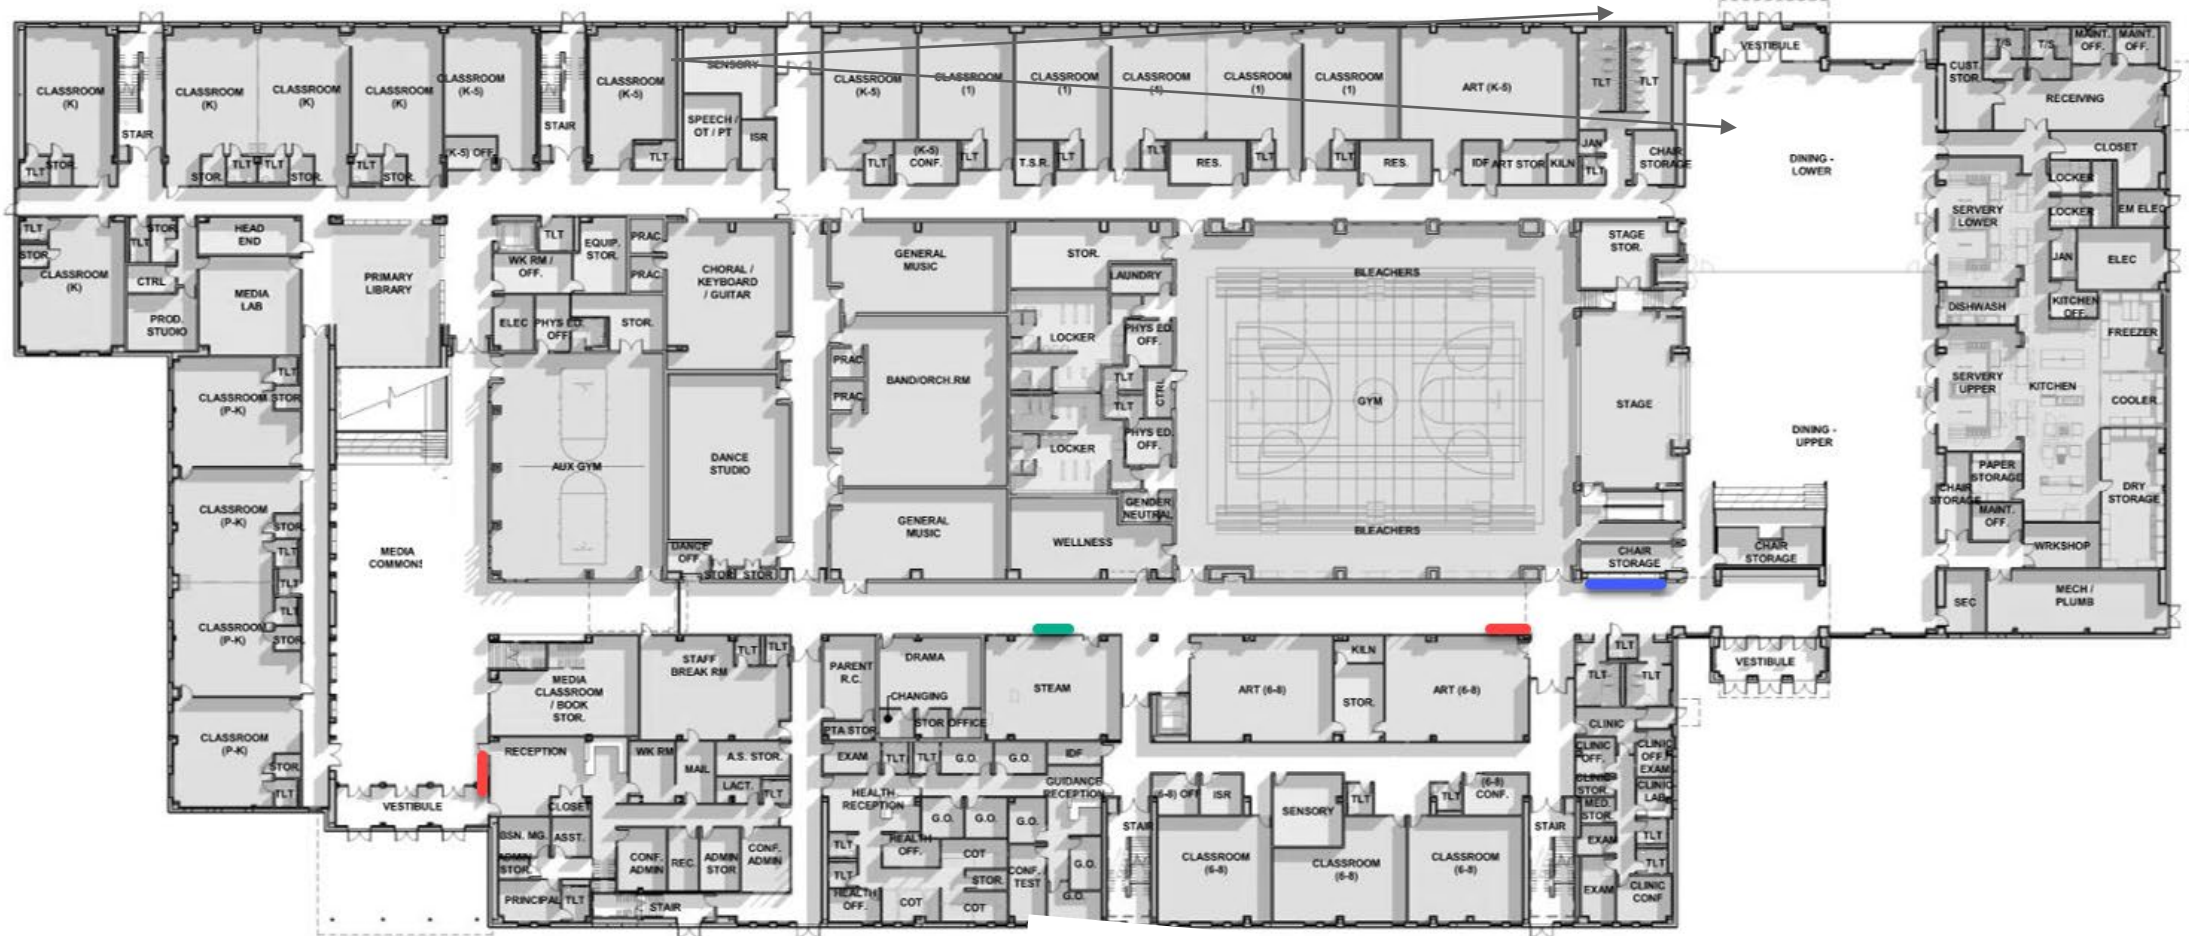 CLASSROOM
(K)
TLT
STOR.
STAIR
CLASSROOM
(K)
STOR.
TLT
CLASSROOM
(K)
TLT
STOR.
CLASSROOM
(K)
TLT
STOR.
CLASSROOM
(K-5)
(K-5) OFF.
STAIR
CLASSROOM
(K-5)
TLT
SENSORY
SPEECH /
OT / PT
ISR
CLASSROOM
(K-5)
TLT
(K-5)
CONF.
CLASSROOM
(1)
TLT
CLASSROOM
(1)
T.S.R.
TLT
CLASSROOM
(1)
TLT
RES.
CLASSROOM
(1)
TLT
CLASSROOM
(1)
TLT
RES.
ART (K-5)
IDF
ART STOR
KILN
TLT
TLT
JAN
TLT
CHAIR
STORAGE
VESTIBULE
DINING -
LOWER
CUST.
STOR.
T/S
T/S
MAINT.
OFF.
MAINT.
OFF.
RECEIVING
CLOSET
LOCKER
LOCKER
EM ELEC
SERVERY
LOWER
JAN
ELEC
DISHWASH
KITCHEN
OFF.
FREEZER
SERVERY
UPPER
KITCHEN
COOLER
DINING -
UPPER
PAPER
STORAGE
CHAIR
STORAGE
MAINT.
OFF.
DRY
STORAGE
WRKSHOP
CHAIR
STORAGE
SEC
MECH /
PLUMB
VESTIBULE
TLT
STOR
CLASSROOM
(K)
STOR
TLT
CTRL
PROD.
STUDIO
HEAD
END
MEDIA
LAB
PRIMARY
LIBRARY
TLT
WK RM /
OFF.
EQUIP.
STOR.
PRAC.
PRAC.
ELEC
PHYS ED.
OFF.
STOR.
CHORAL /
KEYBOARD
/ GUITAR
GENERAL
MUSIC
STOR.
LAUNDRY
LOCKER
PHYS ED.
OFF.
PRAC.
PRAC.
BAND/ORCH.RM
TLT
CTRL
TLT
LOCKER
PHYS ED.
OFF.
BLEACHERS
GYM
BLEACHERS
STAGE
STOR.
STAGE
CHAIR
STORAGE
AUX GYM
DANCE
STUDIO
DANCE
OFF.
STOR
STOR
GENERAL
MUSIC
GENDER
NEUTRAL
WELLNESS
CLASSROOM
(P-K)
TLT
STOR
CLASSROOM
(P-K)
STOR
TLT
TLT
TLT
CLASSROOM
(P-K)
STOR
CLASSROOM
(P-K)
STOR
TLT
MEDIA
COMMONS
VESTIBULE
MEDIA
CLASSROOM
/ BOOK
STOR.
STAFF
BREAK RM
TLT
TLT
RECEPTION
WK RM
MAIL
A.S. STOR.
LACT.
TLT
CLOSET
BSN. MG.
ASST.
ADMIN
STOR.
PRINCIPAL
TLT
CONF.
ADMIN
REC.
ADMIN
STOR
CONF.
ADMIN
STAIR
PARENT
R.C.
PTA STOR
DRAMA
CHANGING
STOR
OFFICE
STEAM
EXAM
TLT
TLT
G.O.
G.O.
IDF
HEALTH
RECEPTION
GUIDANCE
RECEPTION
G.O.
G.O.
G.O.
TLT
HEALTH
OFF.
TLT
HEALTH
OFF.
COT
STOR.
COT
COT
CONF.
TEST
G.O.
G.O.
STAIR
ART (6-8)
KILN
STOR.
ART (6-8)
(6-8) OFF
ISR
SENSORY
TLT
TLT
(6-8)
CONF.
CLASSROOM
(6-8)
CLASSROOM
(6-8)
CLASSROOM
(6-8)
STAIR
TLT
TLT
TLT
CLINIC
CLINIC
OFF.
CLINIC
OFF./
EXAM
CLINIC
STOR.
CLINIC
LAB
MED.
STOR.
EXAM
TLT
TLT
EXAM
CLINIC
CONF